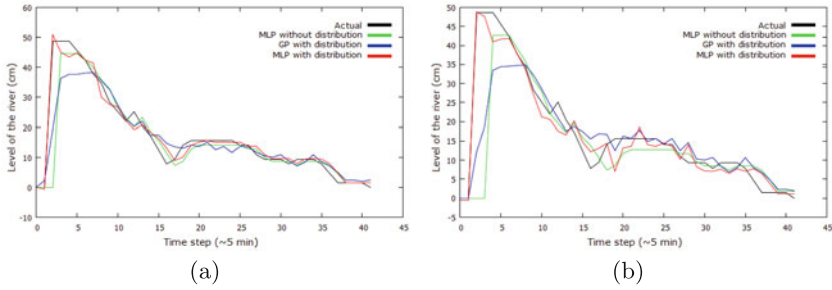 60
50
40
30
20
10
0
-10
Level of the river (cm)
Actual
MLP without distribution
GP with distribution
MLP with distribution
0 5 10 15 20 25 30 35 40 45
Time step (~5 min)
(a)
50
45
40
35
30
25
20
15
10
5
0
-5
Level of the river (cm)
Actual
MLP without distribution
GP with distribution
MLP with distribution
0 5 10 15 20 25 30 35 40 45
Time step (~5 min)
(b)